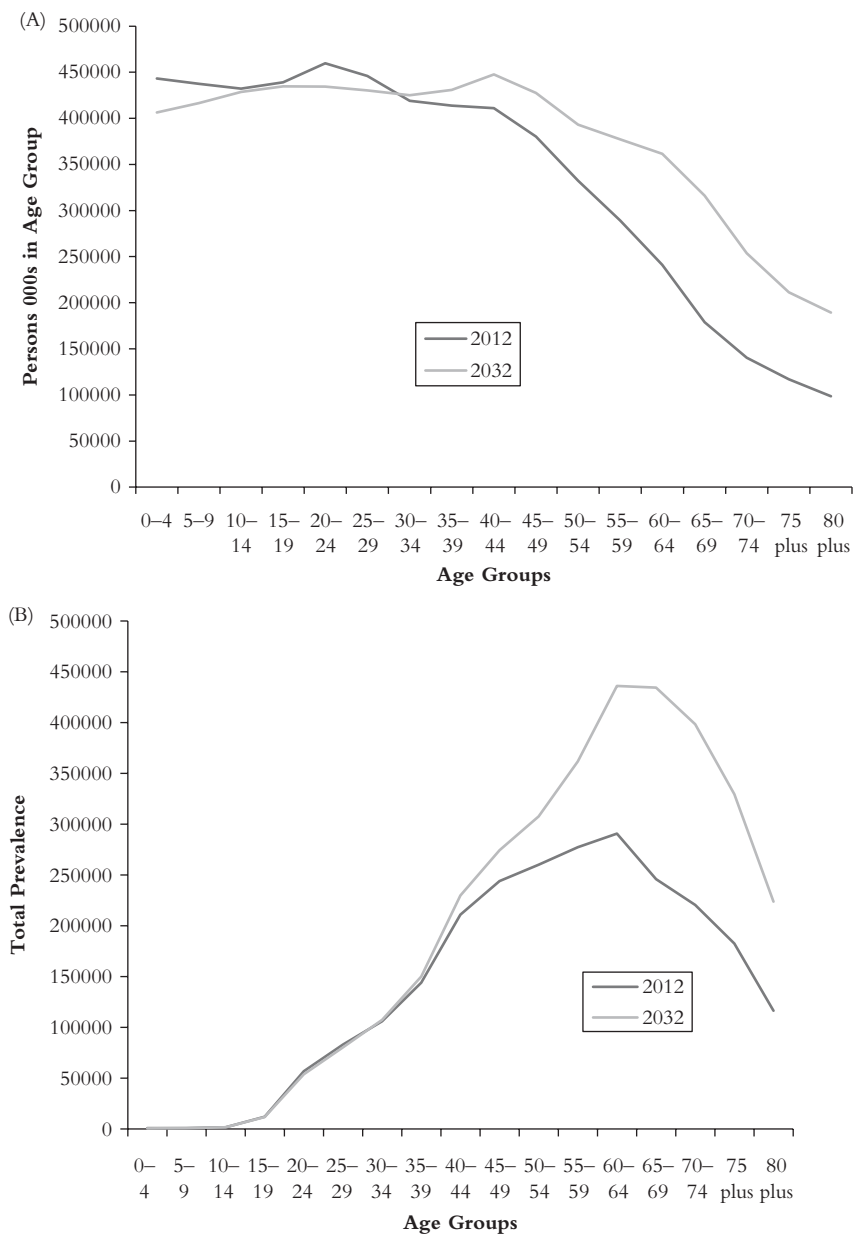 (A)
500000
450000
400000
350000
300000
250000
200000
150000
100000
50000
0
Persons 000s in Age Group
2012
2032
0–4 5–9 10– 15– 20– 25– 30– 35– 40– 45– 50– 55– 60– 65– 70– 75 80
14 19 24 29 34 39 44 49 54 59 64 69 74 plus plus
Age Groups
(B)
500000
450000
400000
350000
300000
250000
200000
150000
100000
50000
0
Total Prevalence
2012
2032
0– 5– 10– 15– 20– 25– 30– 35– 40– 45– 50– 55– 60– 65– 70– 75 80
4 9 14 19 24 29 34 39 44 49 54 59 64 69 74 plus plus
Age Groups